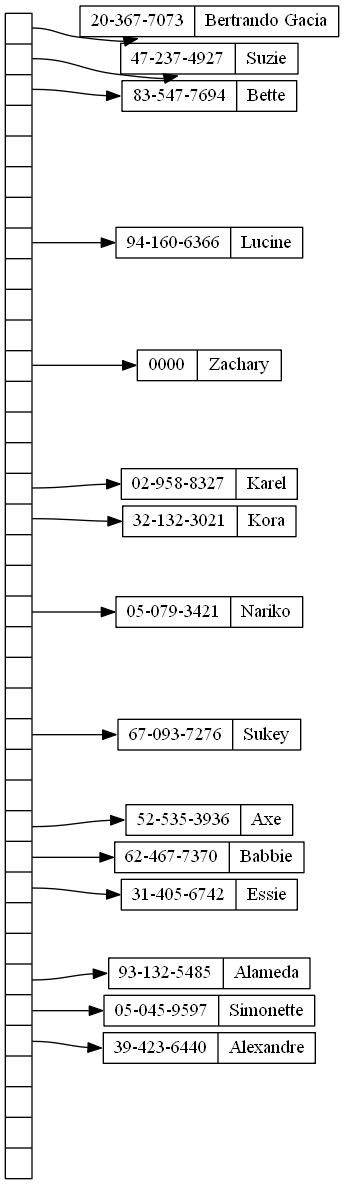 20-367-7073 Bertrando Gacia
47-237-4927 Suzie
83-547-7694 Bette
94-160-6366 Lucine
0000 Zachary
02-958-8327 Karel
32-132-3021 Kora
05-079-3421 Nariko
67-093-7276 Sukey
52-535-3936 Axe
62-467-7370 Babbie
31-405-6742 Essie
93-132-5485 Alameda
05-045-9597 Simonette
39-423-6440 Alexandre